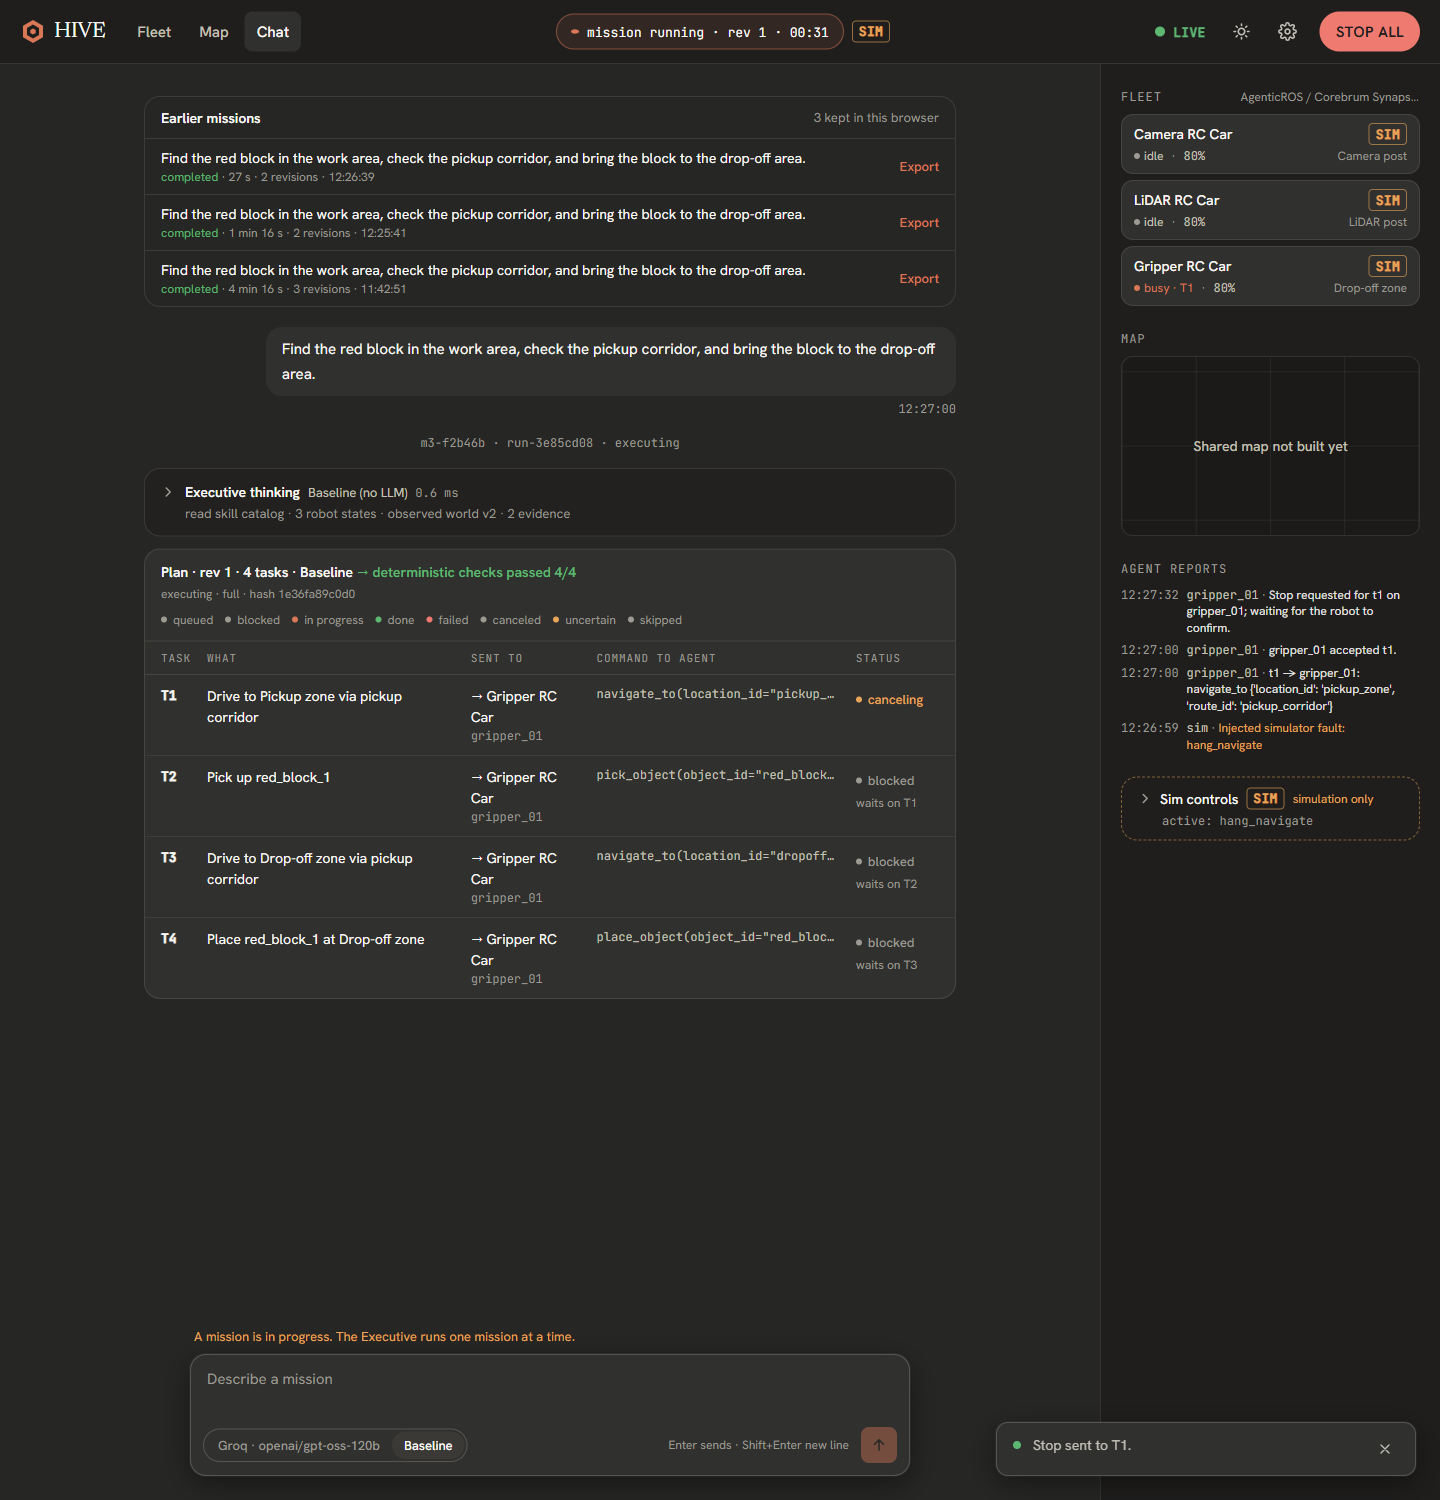 HIVE
Fleet
Map
Chat
mission running · rev 1 · 00:31
SIM
LIVE
STOP ALL
Earlier missions
3 kept in this browser
Find the red block in the work area, check the pickup corridor, and bring the block to the drop-off area.
completed · 27 s · 2 revisions · 12:26:39
Export
Find the red block in the work area, check the pickup corridor, and bring the block to the drop-off area.
completed · 1 min 16 s · 2 revisions · 12:25:41
Export
Find the red block in the work area, check the pickup corridor, and bring the block to the drop-off area.
completed · 4 min 16 s · 3 revisions · 11:42:51
Export
Find the red block in the work area, check the pickup corridor, and bring the block to the drop-off
area.
12:27:00
m3-f2b46b · run-3e85cd08 · executing
Executive thinking Baseline (no LLM) 0.6 ms
read skill catalog · 3 robot states · observed world v2 · 2 evidence
Plan · rev 1 · 4 tasks · Baseline → deterministic checks passed 4/4
executing · full · hash 1e36fa89c0d0
queued blocked in progress done failed canceled uncertain skipped
TASK WHAT SENT TO COMMAND TO AGENT STATUS
T1
Drive to Pickup zone via pickup
corridor
→ Gripper RC
Car
gripper_01
navigate_to(location_id="pickup_…
canceling
T2
Pick up red_block_1
→ Gripper RC
Car
gripper_01
pick_object(object_id="red_block…
blocked
waits on T1
T3
Drive to Drop-off zone via pickup
corridor
→ Gripper RC
Car
gripper_01
navigate_to(location_id="dropoff…
blocked
waits on T2
T4
Place red_block_1 at Drop-off zone
→ Gripper RC
Car
gripper_01
place_object(object_id="red_bloc…
blocked
waits on T3
A mission is in progress. The Executive runs one mission at a time.
Describe a mission
Groq · openai/gpt-oss-120b
Baseline
Enter sends · Shift+Enter new line
FLEET
AgenticROS / Corebrum Synaps…
Camera RC Car
SIM
idle · 80%
Camera post
LiDAR RC Car
SIM
idle · 80%
LiDAR post
Gripper RC Car
SIM
busy · T1 · 80%
Drop-off zone
MAP
Shared map not built yet
AGENT REPORTS
12:27:32 gripper_01 · Stop requested for t1 on
gripper_01; waiting for the robot to
confirm.
12:27:00 gripper_01 · gripper_01 accepted t1.
12:27:00 gripper_01 · t1 -> gripper_01:
navigate_to {'location_id': 'pickup_zone',
'route_id': 'pickup_corridor'}
12:26:59 sim · Injected simulator fault:
hang_navigate
Sim controls SIM simulation only
active: hang_navigate
Stop sent to T1.